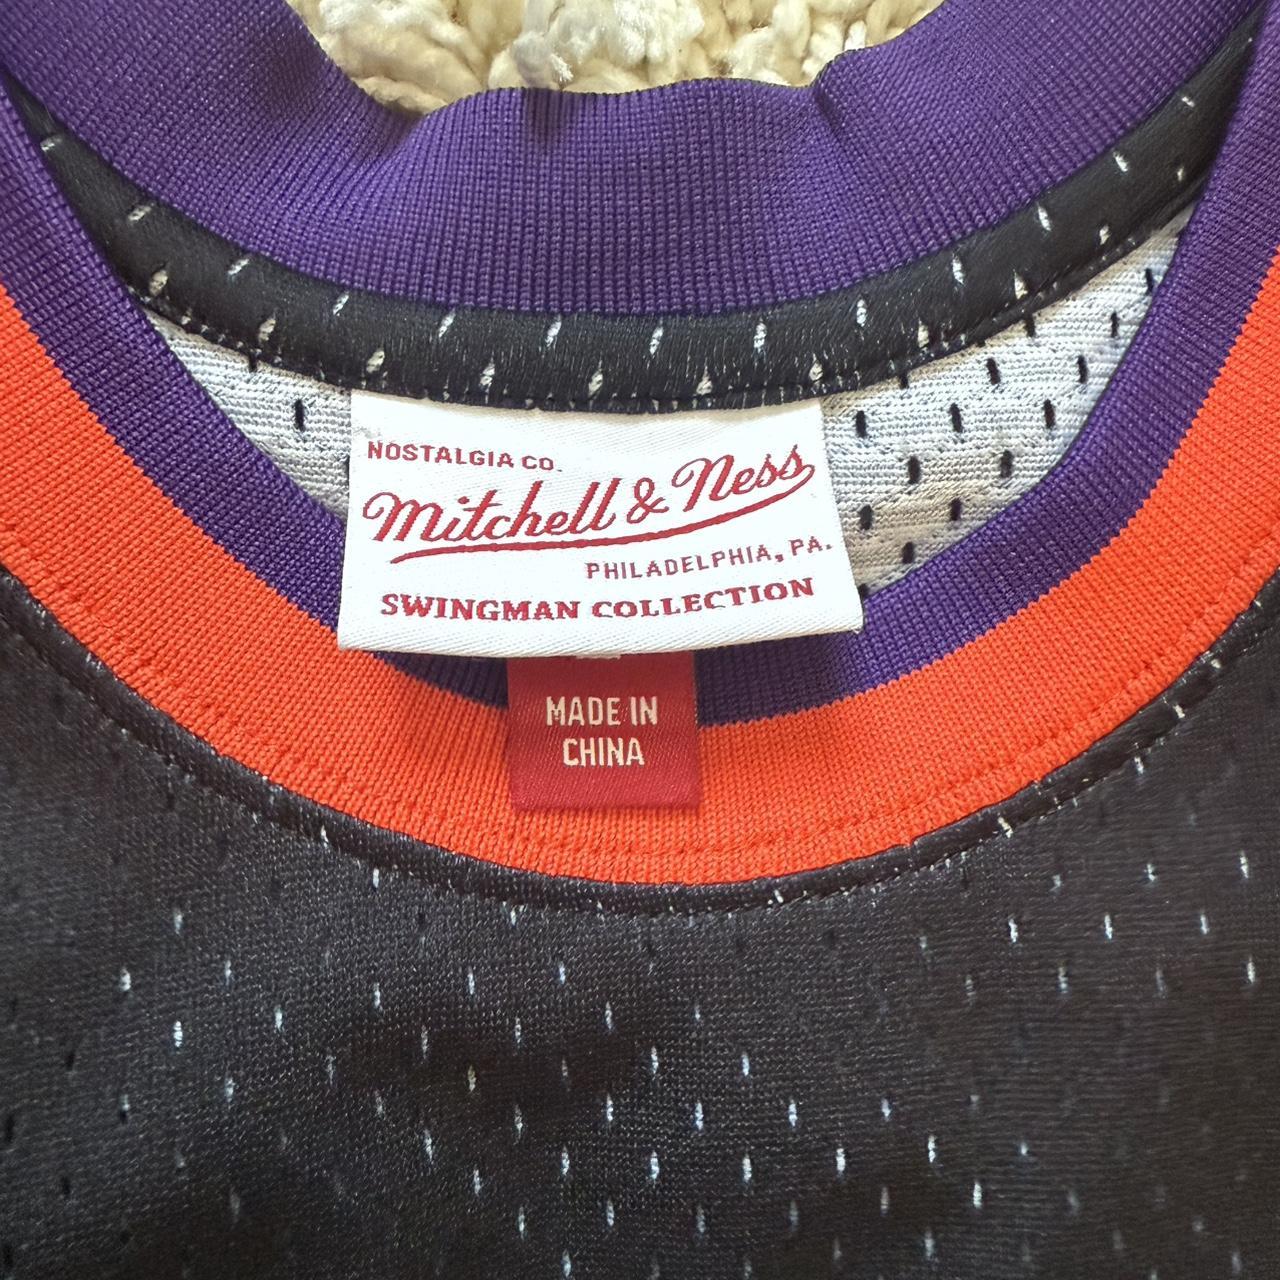 NOSTALGIA CO.
Mitchell & Ness
PHILADELPHIA, PA.
SWINGMAN COLLECTION
MADE IN
CHINA